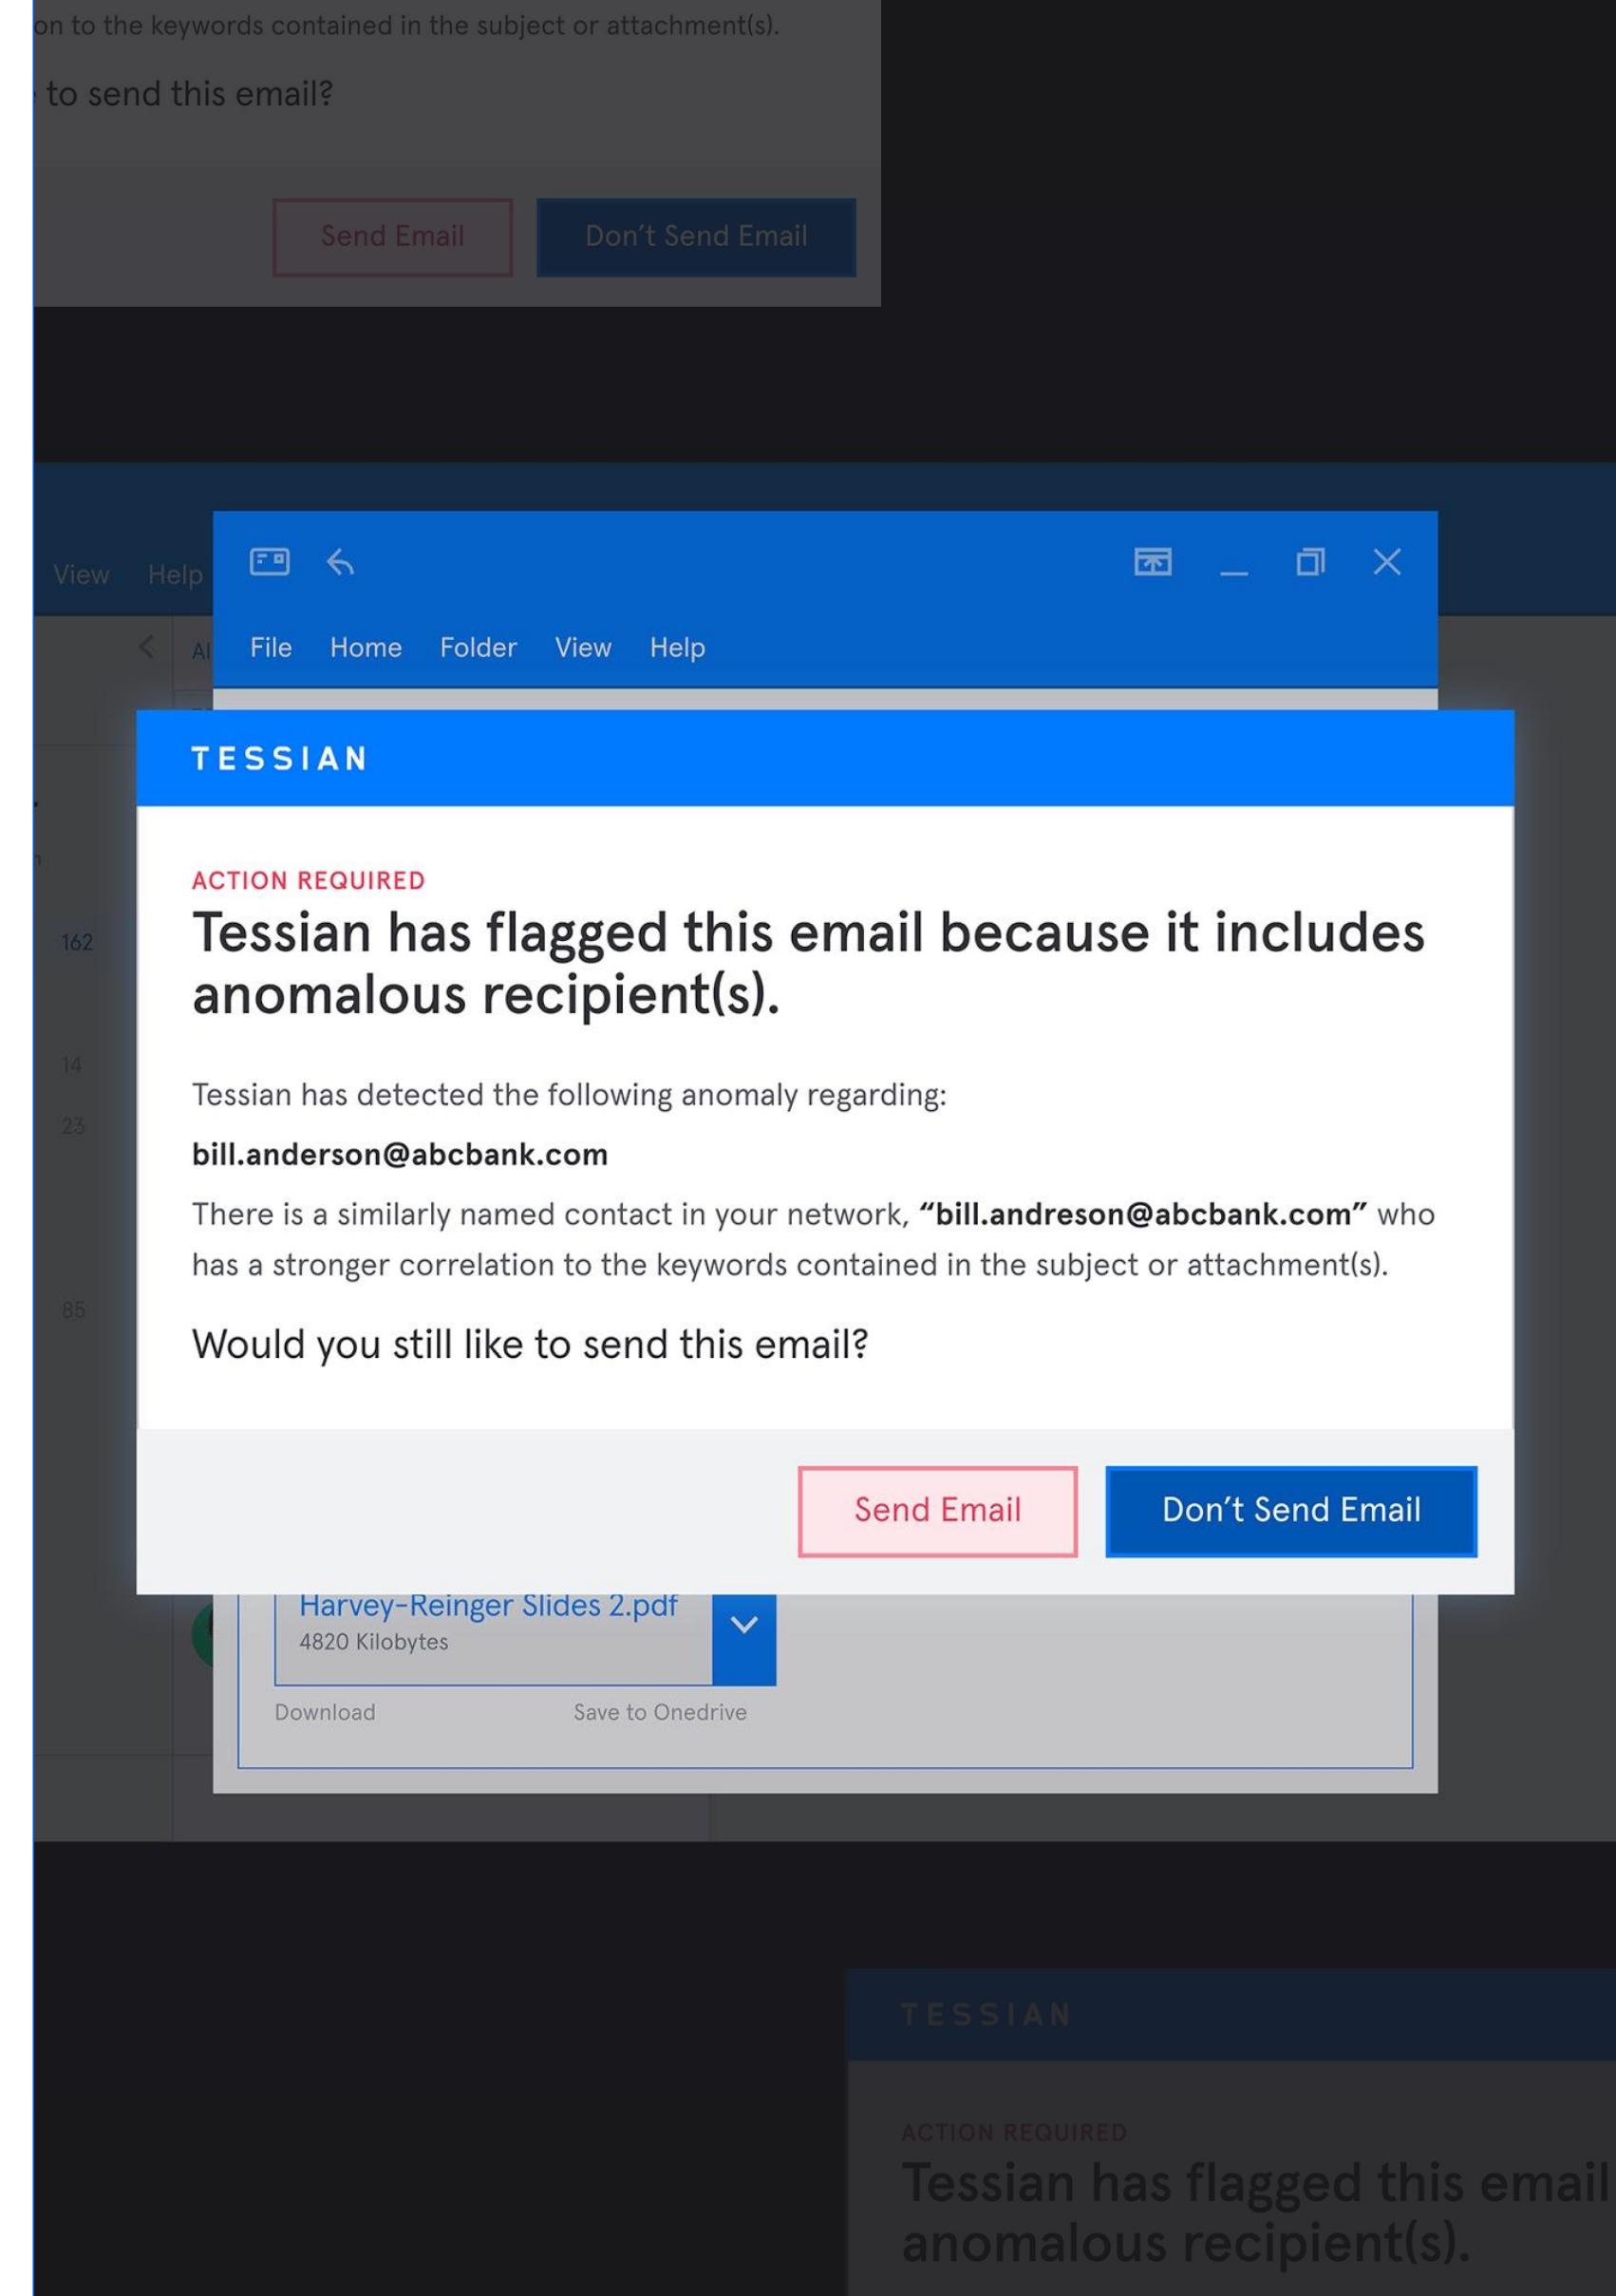 on to the keywords contained in the subject or attachment(s).
to send this email?
Send Email
Don't Send Email
View Help
File Home Folder View Help
TESSIAN
ACTION REQUIRED
Tessian has flagged this email because it includes
anomalous recipient(s).
Tessian has detected the following anomaly regarding:
bill.anderson@abcbank.com
There is a similarly named contact in your network, “bill.andreson@abcbank.com” who
has a stronger correlation to the keywords contained in the subject or attachment(s).
Would you still like to send this email?
Send Email
Don't Send Email
162
14
23
85
Harvey-Reinger Slides 2.pdf
4820 Kilobytes
Download
Save to Onedrive
TESSIAN
ACTION REQUIRED
Tessian has flagged this email
anomalous recipient(s).